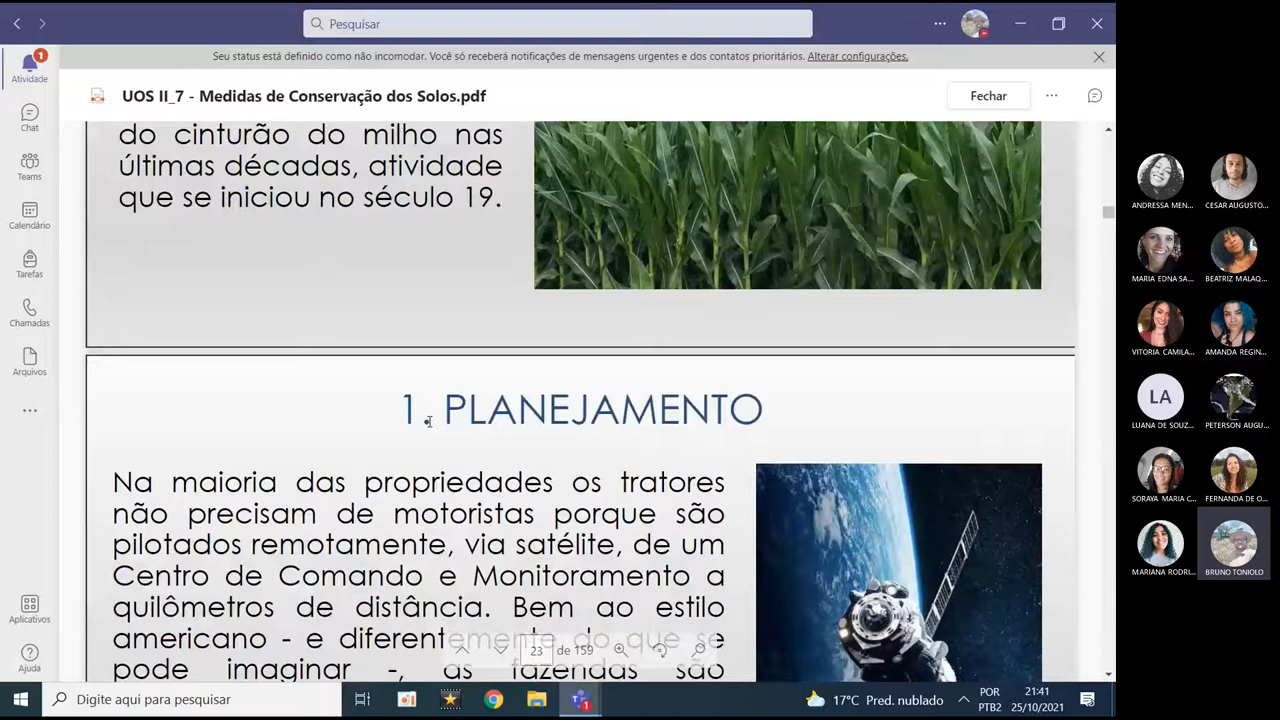 Pesquisar
Seu status está definido como não incomodar. Você só receberá notificações de mensagens urgentes e dos contatos prioritários. Alterar configurações.
1
Atividade
Chat
Teams
Calendário
Tarefas
Chamadas
Arquivos
Aplicativos
Ajuda
UOS II_7 - Medidas de Conservação dos Solos.pdf
Fechar
do cinturão do milho nas
últimas décadas, atividade
que se iniciou no século 19.
1. PLANEJAMENTO
Na maioria das propriedades os tratores
não precisam de motoristas porque são
pilotados remotamente, via satélite, de um
Centro de Comando e Monitoramento a
quilômetros de distância. Bem ao estilo
americano - e diferentemente do que se
pode imaginar -, as fazendas são
23 de 159
ANDRESSA MEN...
CESAR AUGUSTO...
MARIA EDNA SA...
BEATRIZ MALAQ...
VITORIA CAMILA...
AMANDA REGIN...
LA
LUANA DE SOUZ...
PETERSON AUGU...
SORAYA MARIA C...
FERNANDA DE O...
MARIANA RODRI...
BRUNO TONIOLO
Digite aqui para pesquisar
1
17°C Pred. nublado
POR
PTB2
21:41
25/10/2021